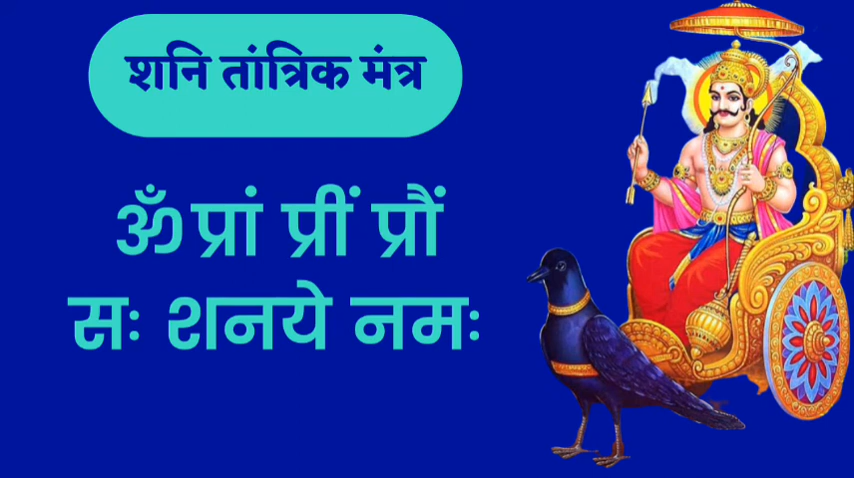 शनि तांत्रिक मंत्र
ॐ प्रां प्रीं प्रौं
सः शनये नमः